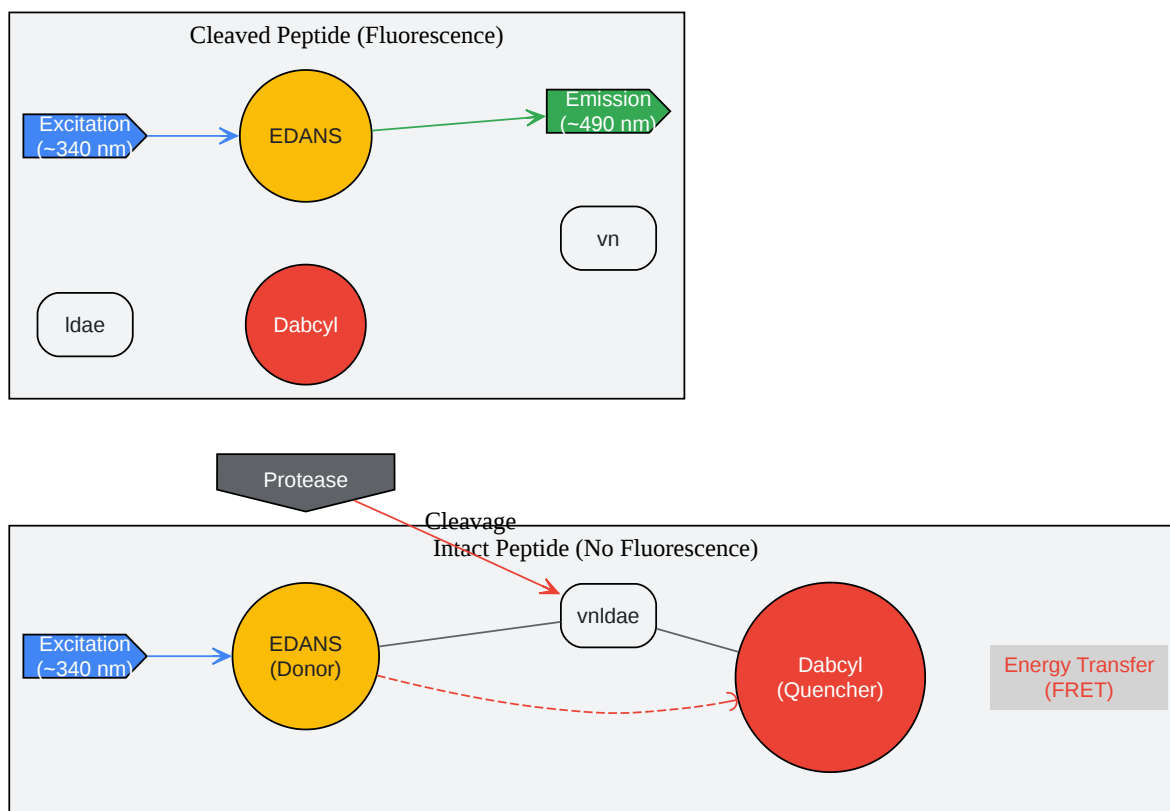 Cleaved Peptide (Fluorescence)
Excitation
(~340 nm)
EDANS
Emission
(~490 nm)
vn
ldae
Dabcyl
Protease
Cleavage
Intact Peptide (No Fluorescence)
Excitation
(~340 nm)
EDANS
(Donor)
vnldae
Dabcyl
(Quencher)
Energy Transfer
(FRET)